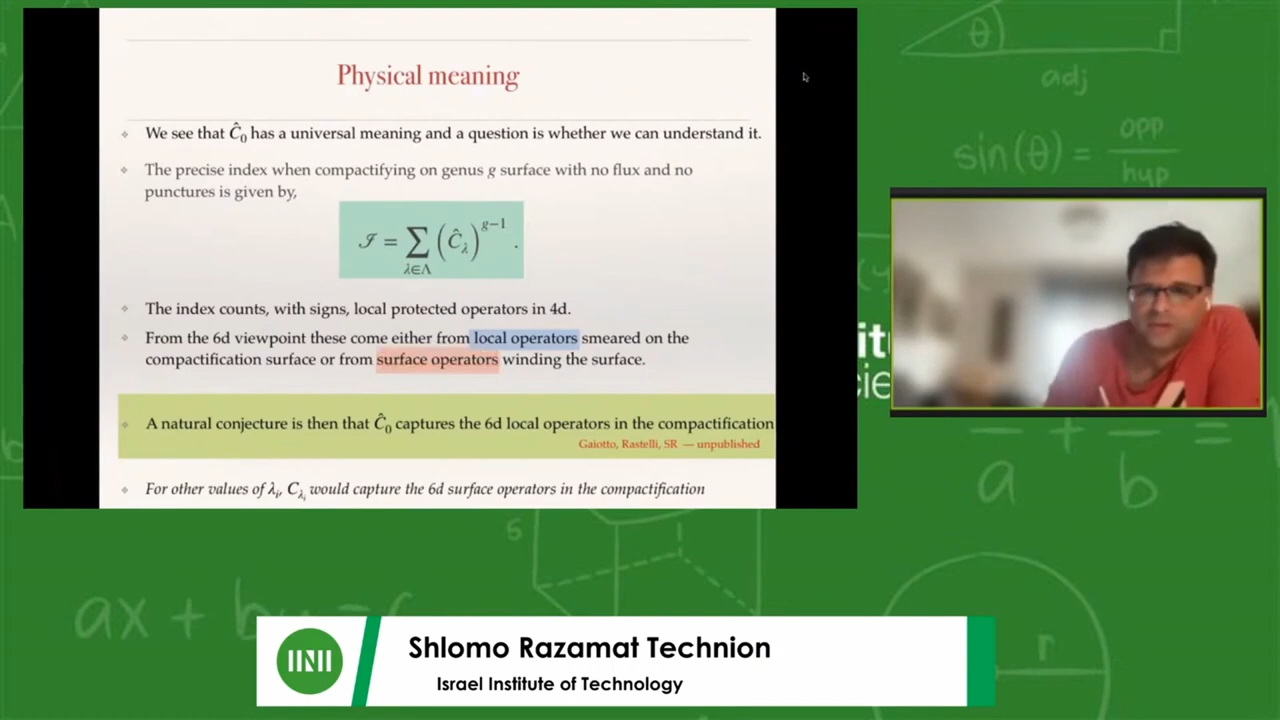 Physical meaning
We see that Ĉ₀ has a universal meaning and a question is whether we can understand it.
The precise index when compactifying on genus g surface with no flux and no
punctures is given by,
ℐ = ∑_{λ∈Λ} (Ĉ_λ)^{g−1} .
The index counts, with signs, local protected operators in 4d.
From the 6d viewpoint these come either from local operators smeared on the
compactification surface or from surface operators winding the surface.
A natural conjecture is then that Ĉ₀ captures the 6d local operators in the compactification
Gaiotto, Rastelli, SR — unpublished
For other values of λᵢ, C_{λᵢ} would capture the 6d surface operators in the compactification
θ
adj
sin(θ) = opp
hyp
a + b =
a b
5
r
ax + by = c
Shlomo Razamat Technion
Israel Institute of Technology